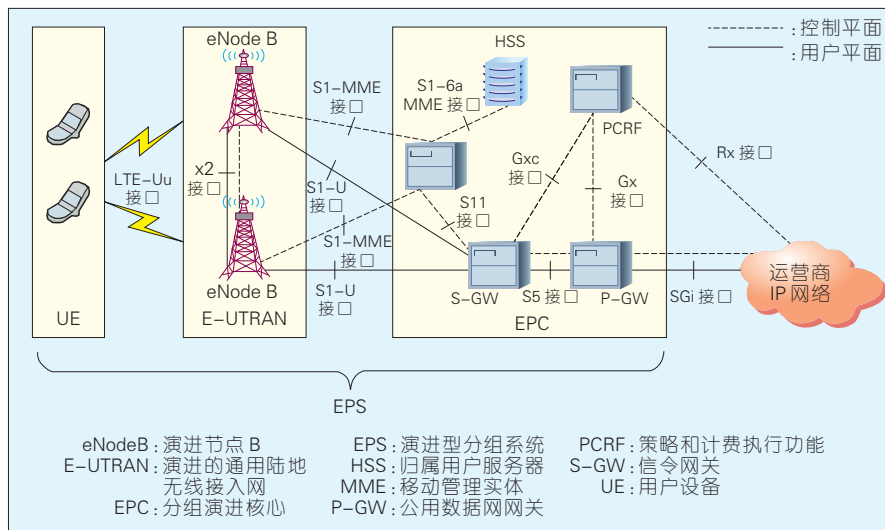 eNode B
HSS
控制平面
用户平面
S1-MME
接口
S1-6a
MME 接口
PCRF
Rx 接口
LTE-Uu
接口
x2
接口
S1-U
接口
Gxc
接口
Gx
S11
S1-MME
接口
eNode B
S1-U
接口
S-GW
S5 接口
P-GW
SGi 接口
运营商
IP 网络
UE
E-UTRAN
EPC
EPS
eNodeB:演进节点 B
E-UTRAN:演进的通用陆地
无线接入网
EPC:分组演进核心
EPS:演进型分组系统
HSS:归属用户服务器
MME:移动管理实体
P-GW:公用数据网网关
PCRF:策略和计费执行功能
S-GW:信令网关
UE:用户设备